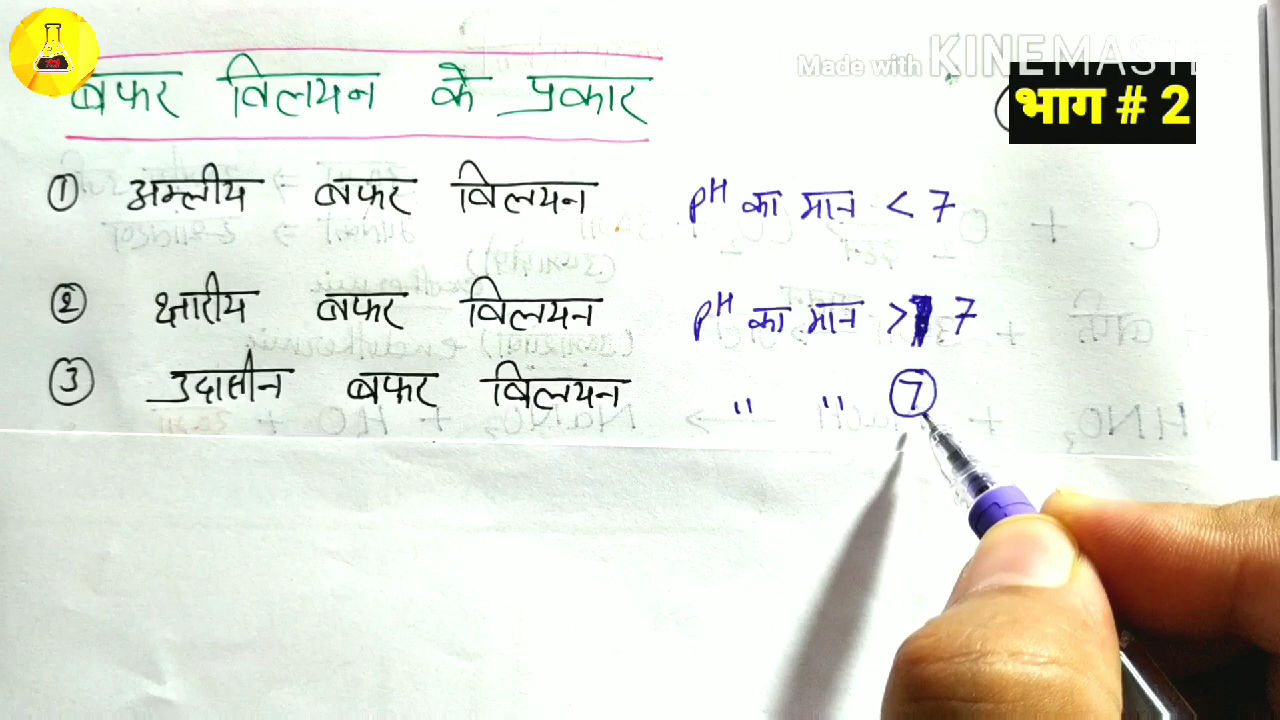 Made with KINEMAST
बफर विलयन के प्रकार
भाग # 2
① अम्लीय बफर विलयन pH का मान < 7
② क्षारीय बफर विलयन pH का मान > 7
③ उदासीन बफर विलयन " " ⑦